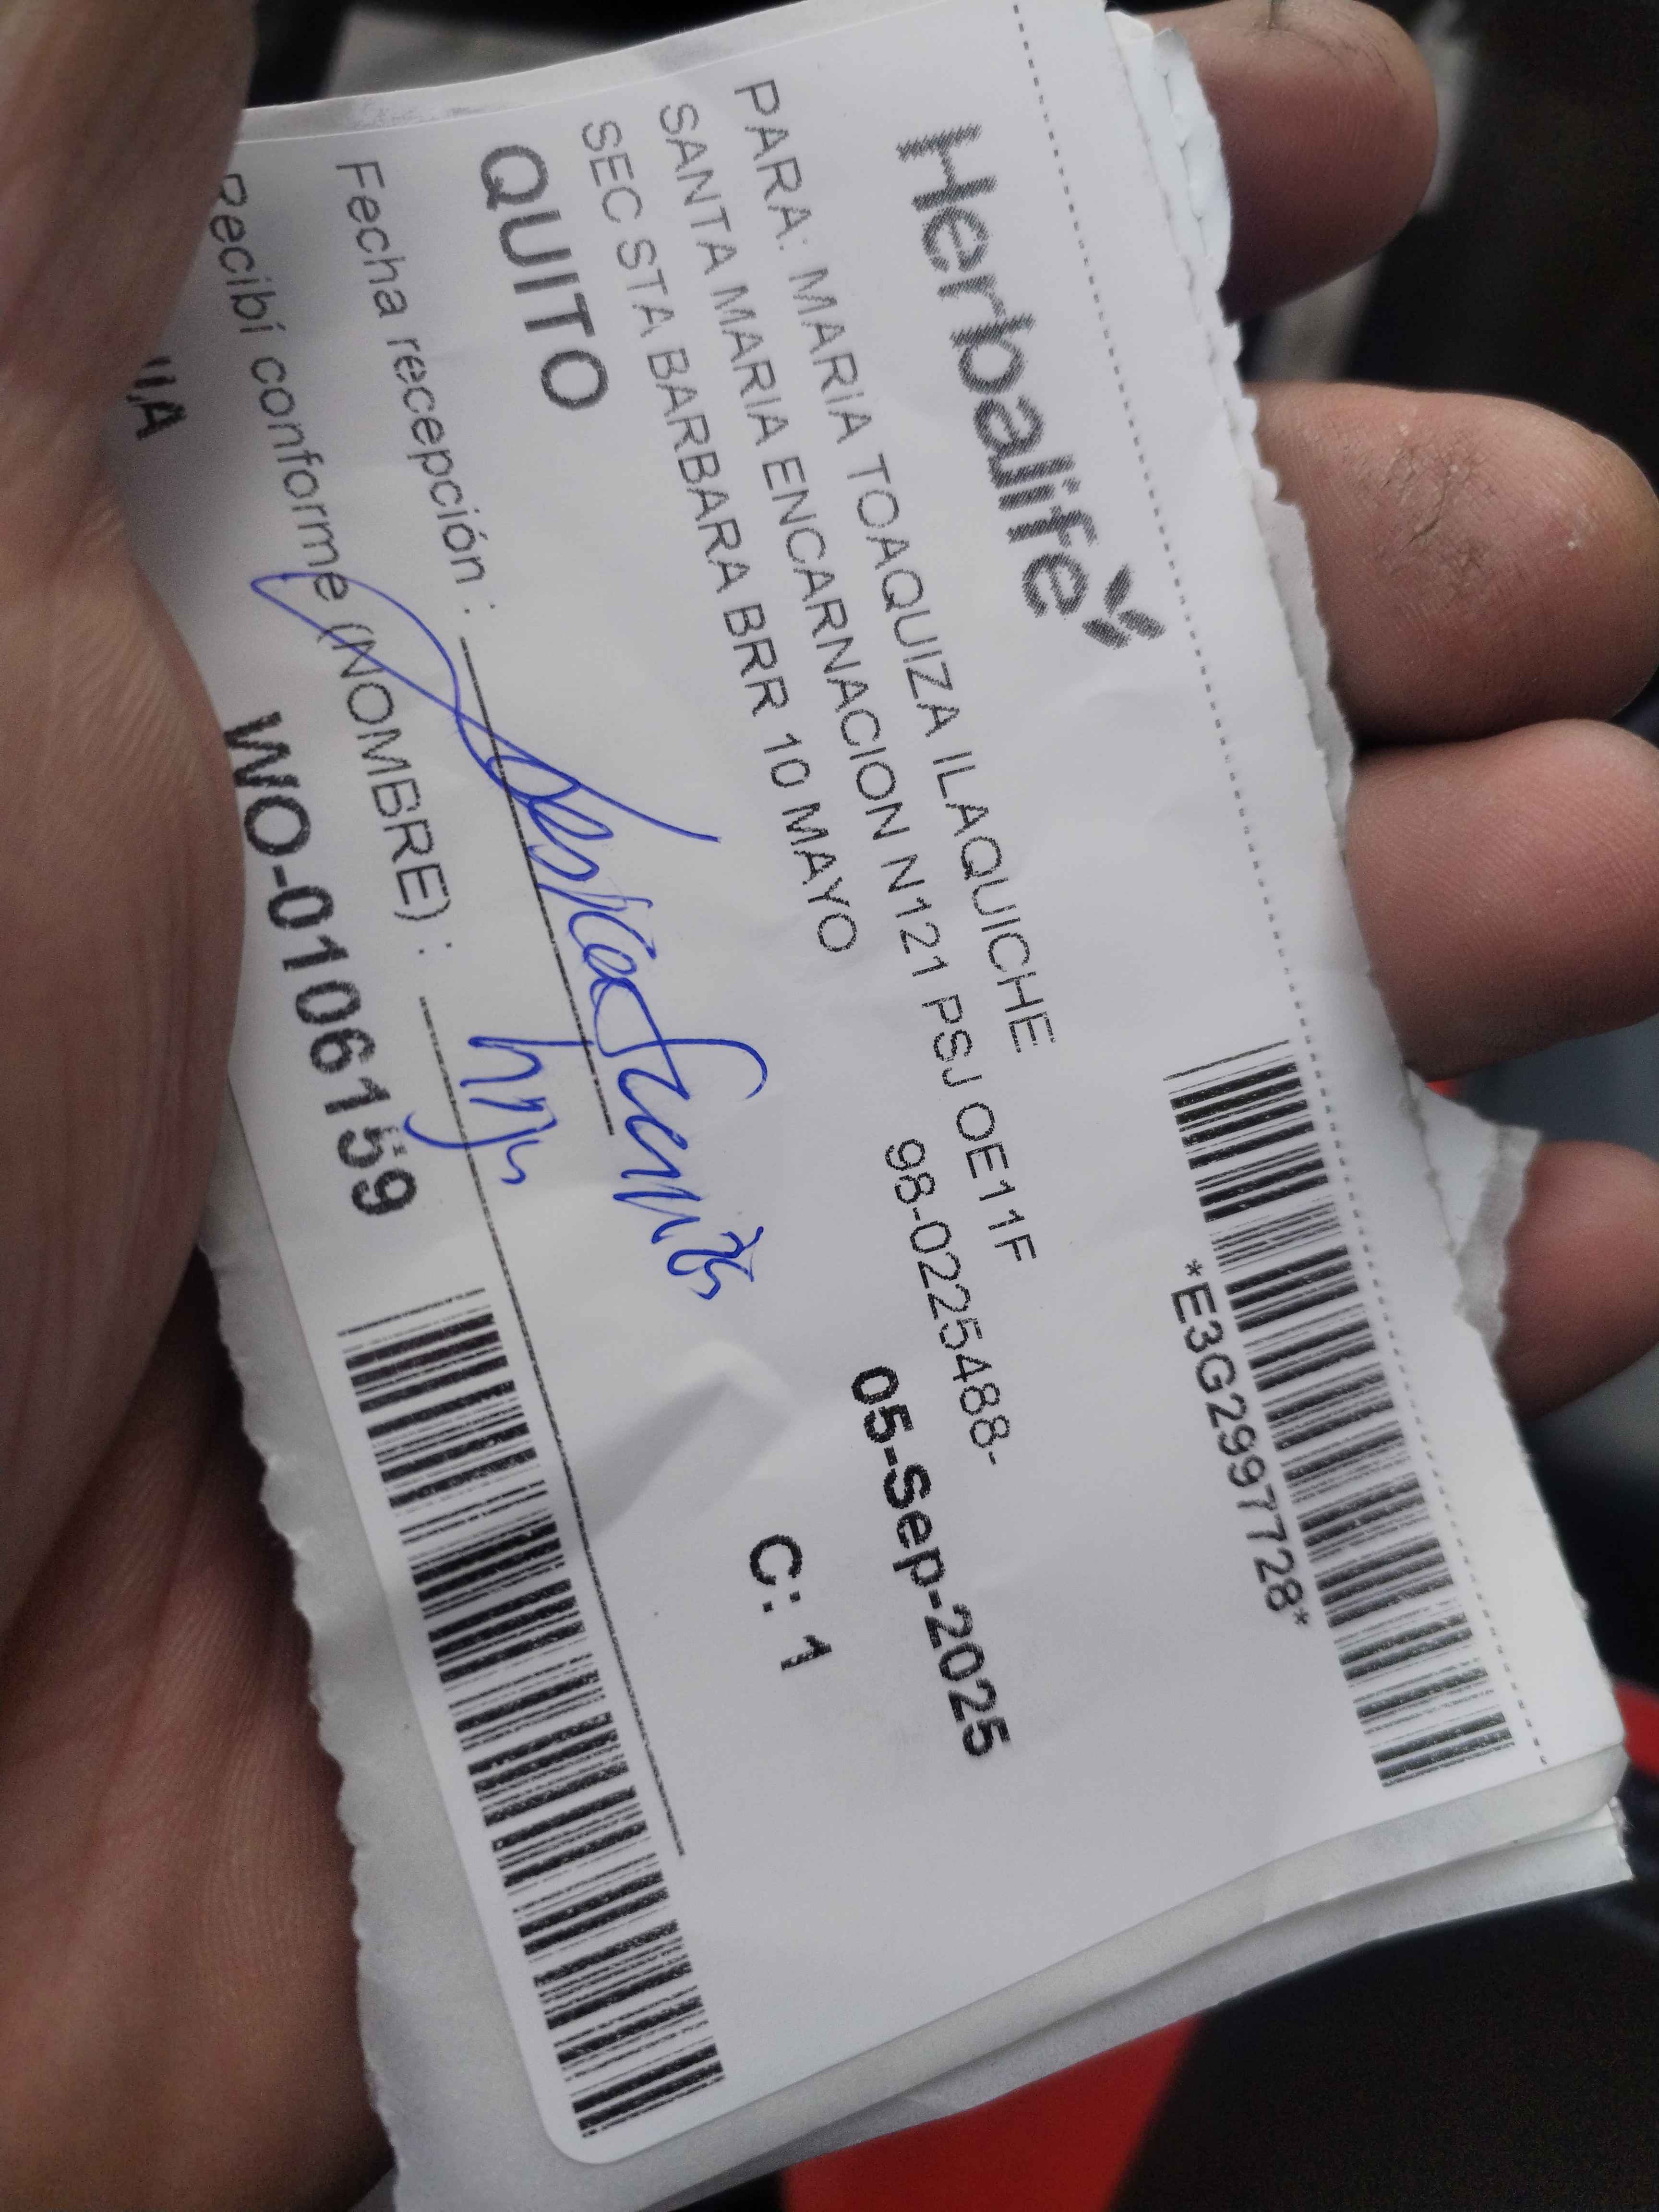 Herbalife
*E3G2997728*
PARA: MARIA TOAQUIZA ILAQUICHE
SANTA MARIA ENCARNACION N121 PSJ OE11F
SEC STA BARBARA BRR 10 MAYO
98-0225488-
QUITO
05-Sep-2025
Fecha recepción :
C: 1
Recibí conforme (NOMBRE) :
WO-0106159